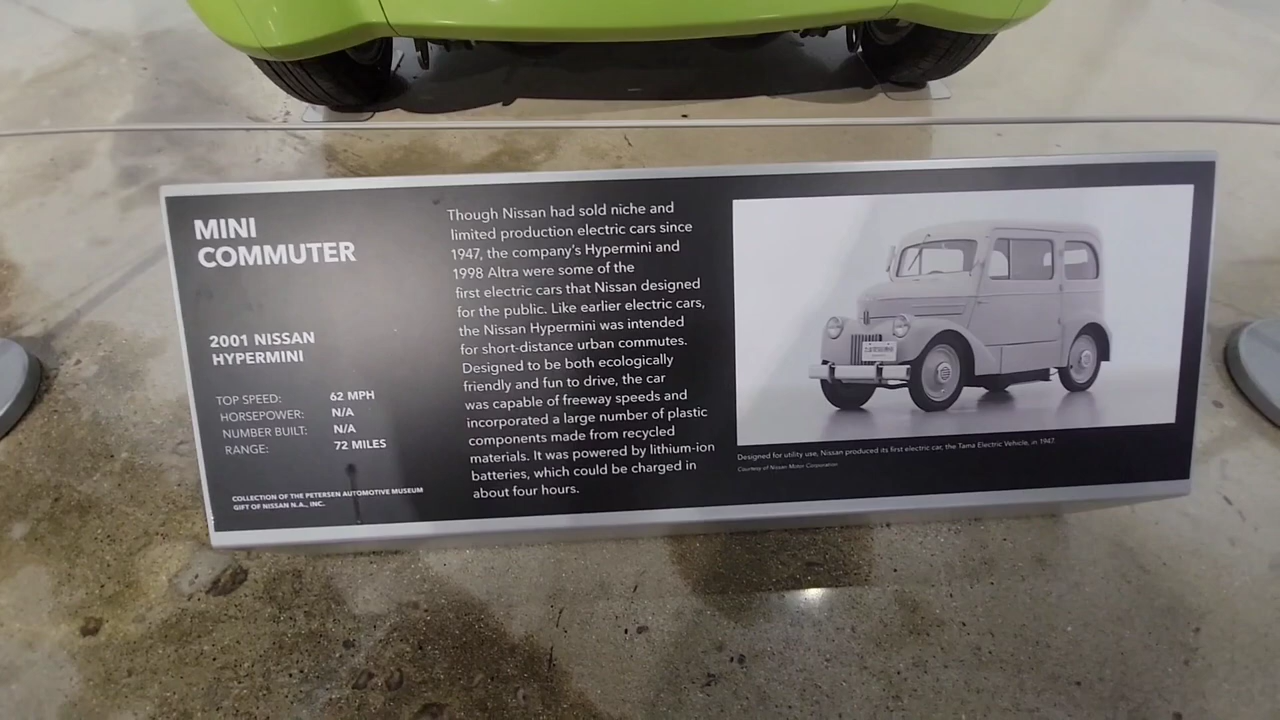 MINI
COMMUTER
2001 NISSAN
HYPERMINI
TOP SPEED: 62 MPH
HORSEPOWER: N/A
NUMBER BUILT: N/A
RANGE: 72 MILES
COLLECTION OF THE PETERSEN AUTOMOTIVE MUSEUM
GIFT OF NISSAN N.A., INC.
Though Nissan had sold niche and
limited production electric cars since
1947, the company's Hypermini and
1998 Altra were some of the
first electric cars that Nissan designed
for the public. Like earlier electric cars,
the Nissan Hypermini was intended
for short-distance urban commutes.
Designed to be both ecologically
friendly and fun to drive, the car
was capable of freeway speeds and
incorporated a large number of plastic
components made from recycled
materials. It was powered by lithium-ion
batteries, which could be charged in
about four hours.
Designed for utility use, Nissan produced its first electric car, the Tama Electric Vehicle, in 1947.
Courtesy of Nissan Motor Corporation